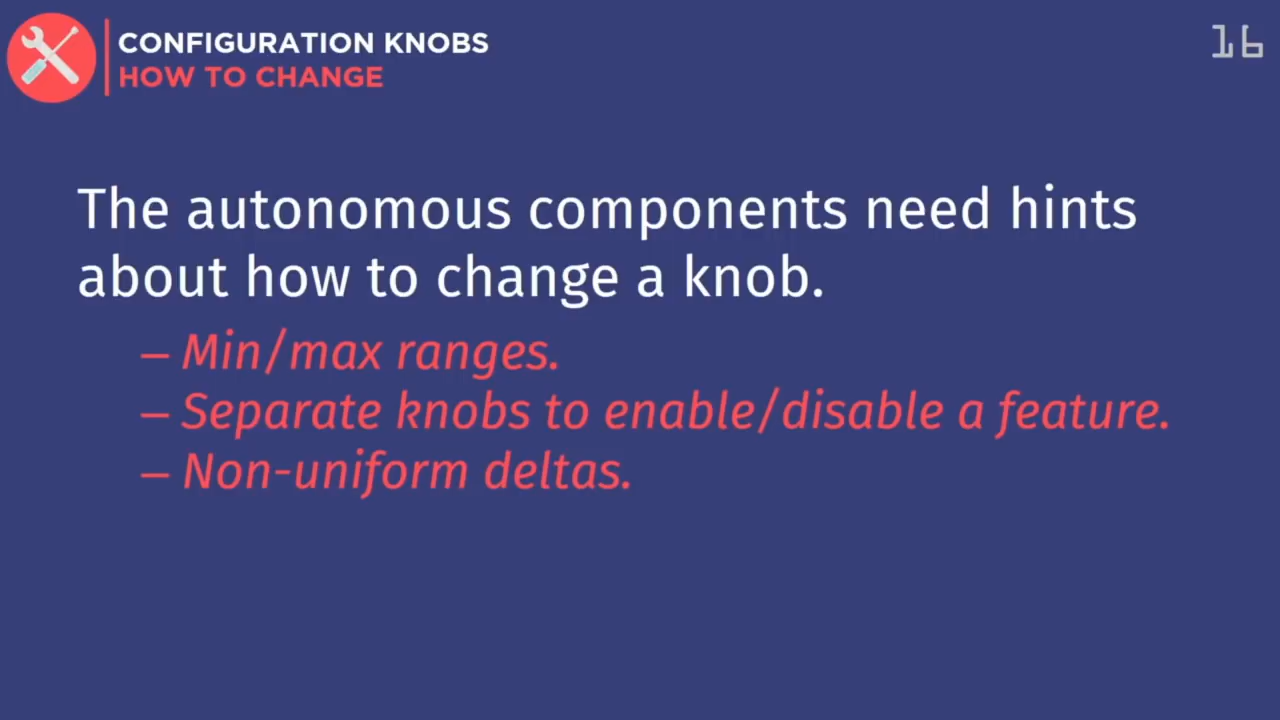 CONFIGURATION KNOBS
HOW TO CHANGE
16
The autonomous components need hints
about how to change a knob.
– Min/max ranges.
– Separate knobs to enable/disable a feature.
– Non-uniform deltas.